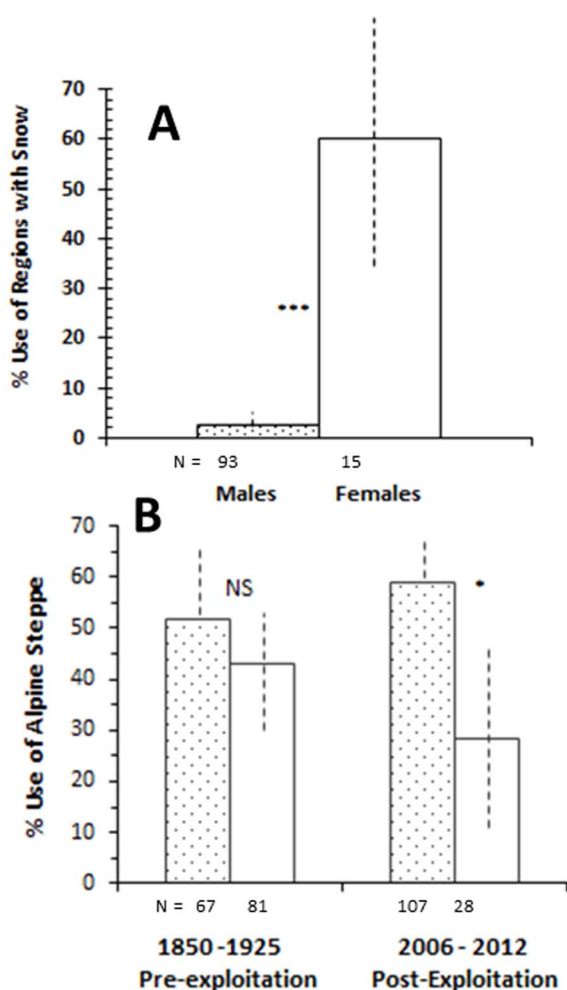 A
% Use of Regions with Snow
70
60
50
40
30
20
10
0
***
N = 93 15
Males Females
B
% Use of Alpine Steppe
70
60
50
40
30
20
10
0
NS
*
N = 67 81 107 28
1850 -1925 2006 - 2012
Pre-exploitation Post-Exploitation